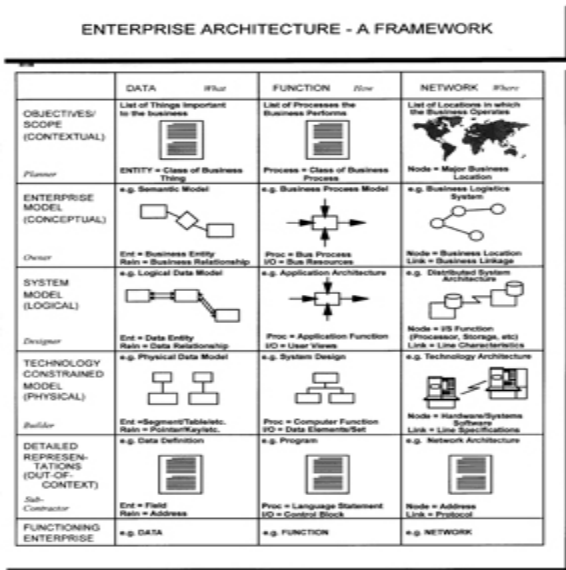 ENTERPRISE ARCHITECTURE - A FRAMEWORK
DATA What
FUNCTION How
NETWORK Where
OBJECTIVES/
SCOPE
(CONTEXTUAL)
Planner
List of Things Important
to the business
ENTITY = Class of Business
Thing
List of Processes the
Business Performs
Process = Class of Business
Process
List of Locations in which
the Business Operates
Node = Major Business
Location
ENTERPRISE
MODEL
(CONCEPTUAL)
Owner
e.g. Semantic Model
Ent = Business Entity
Reln = Business Relationship
e.g. Business Process Model
Proc = Bus Process
I/O = Bus Resources
e.g. Business Logistics
System
Node = Business Location
Link = Business Linkage
SYSTEM
MODEL
(LOGICAL)
Designer
e.g. Logical Data Model
Ent = Data Entity
Reln = Data Relationship
e.g. Application Architecture
Proc = Application Function
I/O = User Views
e.g. Distributed System
Architecture
Node = I/S Function
(Processor, Storage, etc)
Link = Line Characteristics
TECHNOLOGY
CONSTRAINED
MODEL
(PHYSICAL)
Builder
e.g. Physical Data Model
Ent =Segment/Table/etc.
Reln = Pointer/Key/etc.
e.g. System Design
Proc = Computer Function
I/O = Data Elements/Set
e.g. Technology Architecture
Node = Hardware/Systems
Software
Link = Line Specifications
DETAILED
REPRESEN-
TATIONS
(OUT-OF-
CONTEXT)
Sub-
Contractor
e.g. Data Definition
Ent = Field
Reln = Address
e.g. Program
Proc = Language Statement
I/O = Control Block
e.g. Network Architecture
Node = Address
Link = Protocol
FUNCTIONING
ENTERPRISE
e.g. DATA
e.g. FUNCTION
e.g. NETWORK